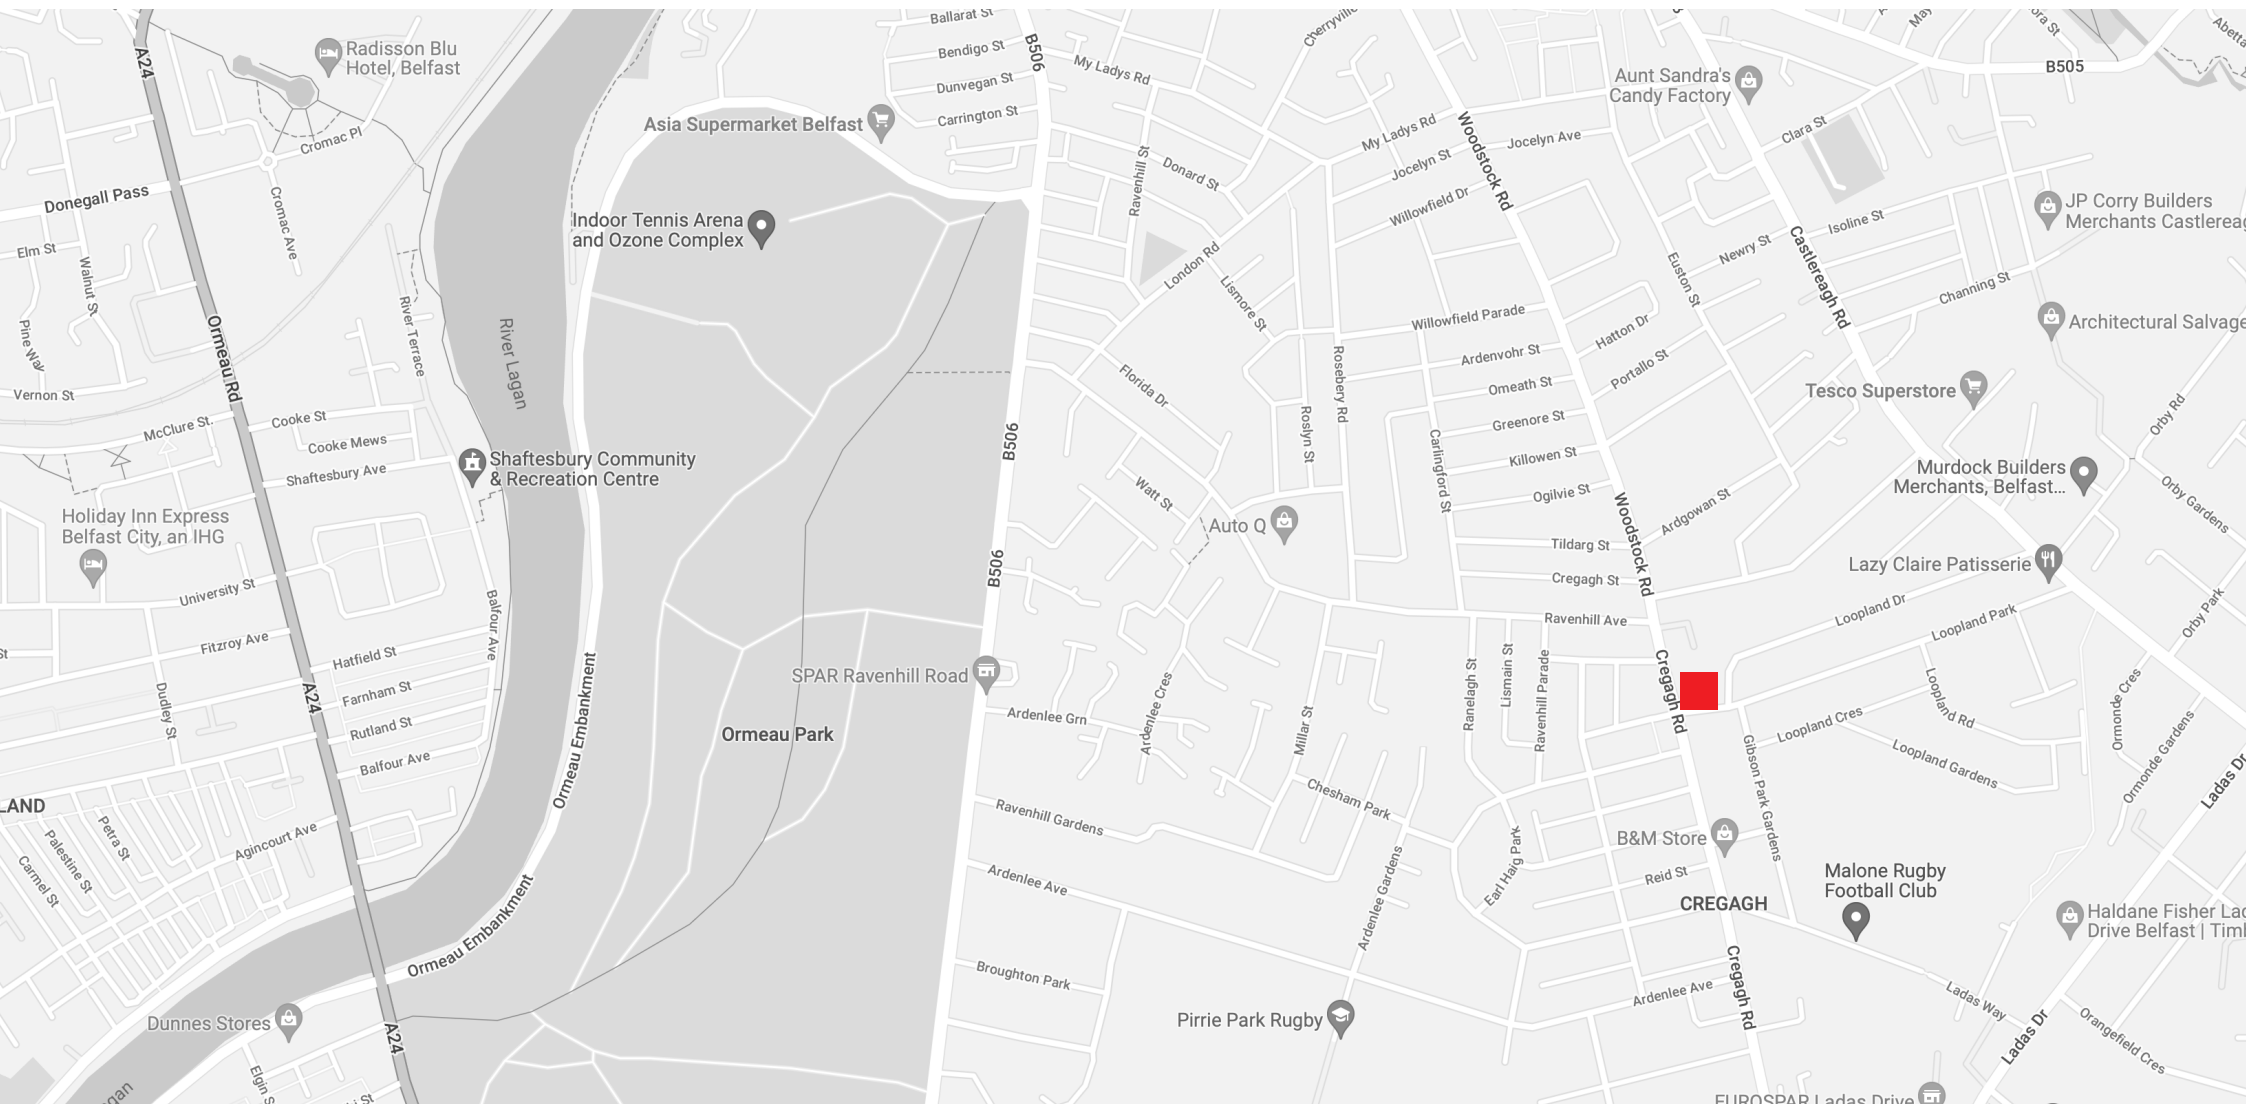 Ballarat St
Radisson Blu
Hotel, Belfast
A24
B506
Bendigo St
My Ladys Rd
Dunvegan St
Carrington St
Asia Supermarket Belfast
Aunt Sandra's
Candy Factory
B505
Clara St
Cromac Pl
Donegall Pass
Cromac Ave
Elm St
Walnut St
Pine Way
Vernon St
Ormeau Rd
River Terrace
River Lagan
Indoor Tennis Arena
and Ozone Complex
Ravenhill St
Donard St
London Rd
Lismore St
My Ladys Rd
Jocelyn St
Jocelyn Ave
Willowfield Dr
Woodstock Rd
Castlereagh Rd
Euston St
Newry St
Isoline St
Channing St
JP Corry Builders
Architectural Salvage
Willowfield Parade
Hatton Dr
Ardenvohr St
Portallo St
Omeath St
Greenore St
Killowen St
Ogilvie St
Carlingford St
Rosebery Rd
Roslyn St
Florida Dr
Tesco Superstore
Orby Rd
Murdock Builders
Merchants, Belfast...
Orby Gardens
McClure St.
Cooke St
Cooke Mews
Shaftesbury Ave
Shaftesbury Community
& Recreation Centre
B506
Watt St
Auto Q
Woodstock Rd
Ardgowan St
Tildarg St
Cregagh St
Ravenhill Ave
Lazy Claire Patisserie
Loopland Dr
Loopland Park
Orby Park
Holiday Inn Express
Belfast City, an IHG
University St
Fitzroy Ave
Balfour Ave
Hatfield St
Farnham St
Rutland St
Balfour Ave
A24
Dudley St
B506
SPAR Ravenhill Road
Ormeau Park
Ormeau Embankment
Ardenlee Grn
Ardenlee Cres
Millar St
Ranelagh St
Lismain St
Ravenhill Parade
Cregagh Rd
Loopland Rd
Loopland Cres
Loopland Gardens
Gibson Park Gardens
Ormonde Cres
Ormonde Gardens
Ladas Dr
Petra St
Palestine St
Carmel St
Agincourt Ave
Ravenhill Gardens
Chesham Park
Ardenlee Ave
Ardenlee Gardens
Earl Haig Park
B&M Store
Reid St
CREGAGH
Malone Rugby
Football Club
Ormeau Embankment
Broughton Park
Pirrie Park Rugby
Ardenlee Ave
Cregagh Rd
Ladas Way
Ladas Dr
Orangefield Cres
Dunnes Stores
A24
EUROSPAR Ladas Drive